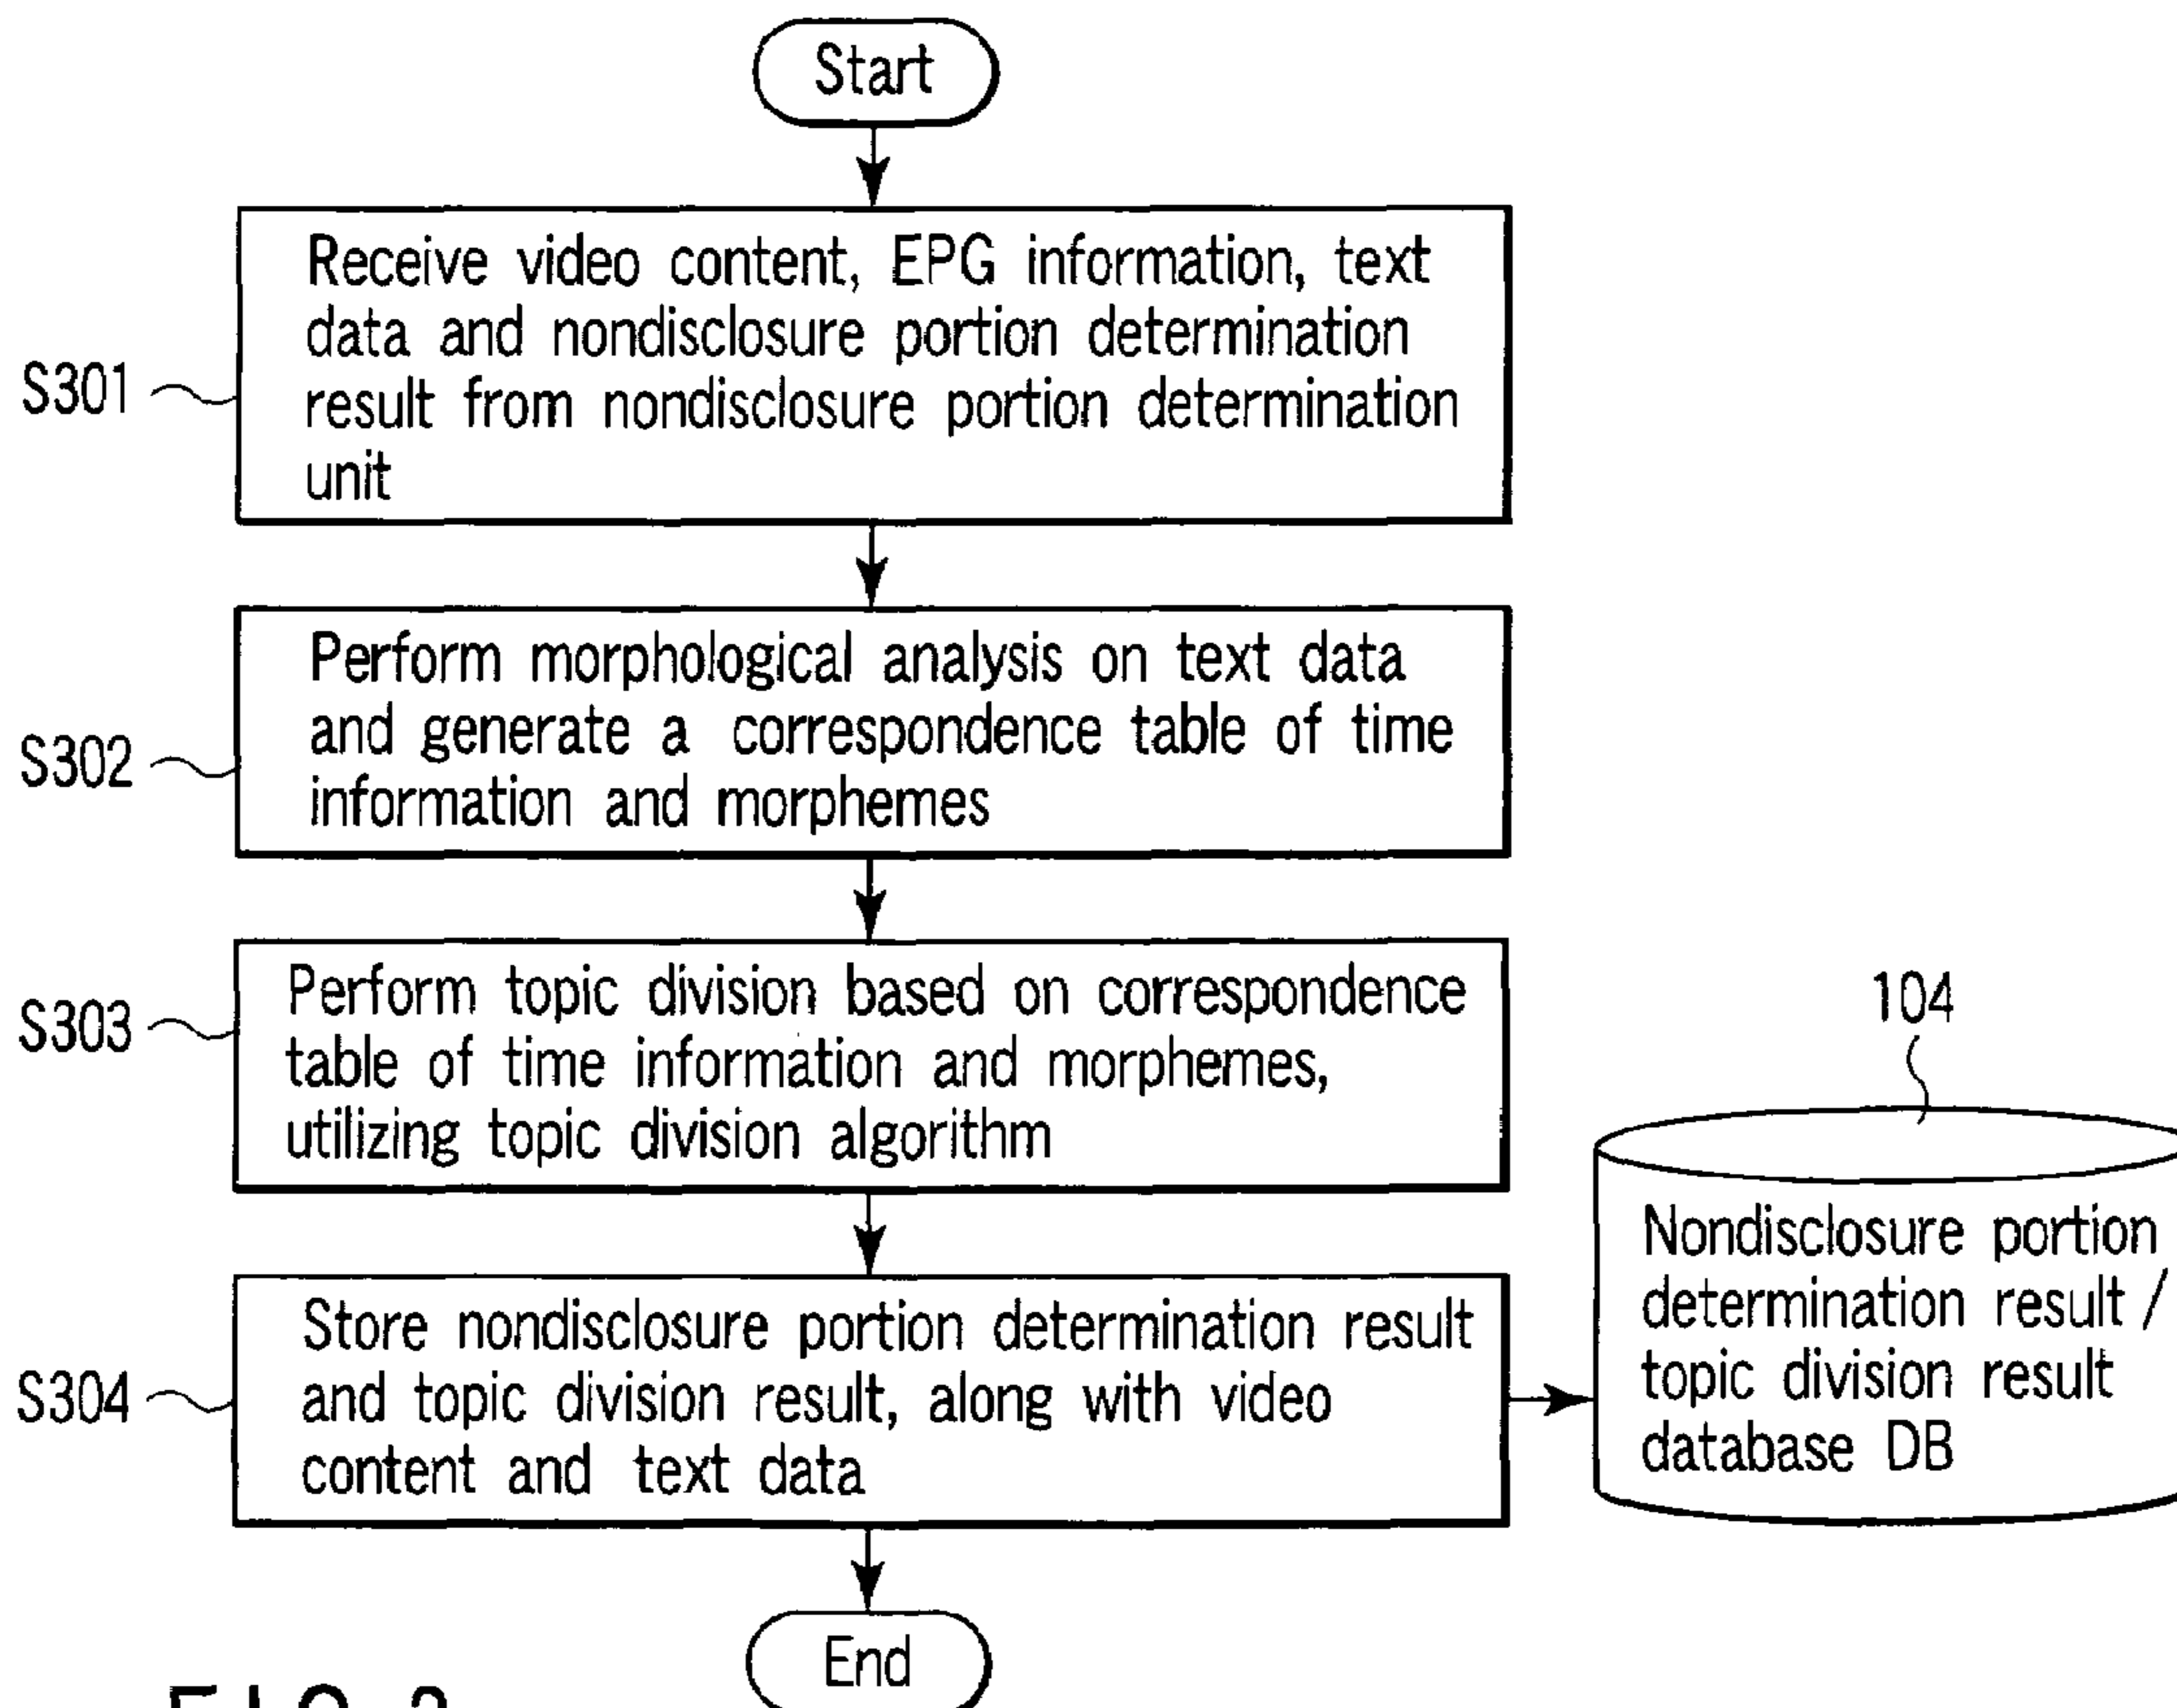 Start
S301
Receive video content, EPG information, text
data and nondisclosure portion determination
result from nondisclosure portion determination
unit
S302
Perform morphological analysis on text data
and generate a correspondence table of time
information and morphemes
S303
Perform topic division based on correspondence
table of time information and morphemes,
utilizing topic division algorithm
104
Nondisclosure portion
determination result /
topic division result
database DB
S304
Store nondisclosure portion determination result
and topic division result, along with video
content and text data
End